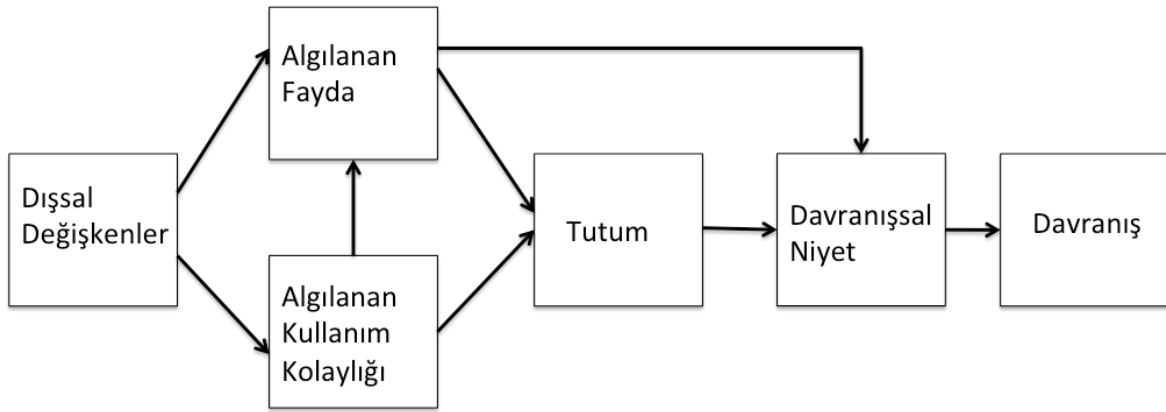 Algılanan
Fayda
Dışsal
Değişkenler
Algılanan
Kullanım
Kolaylığı
Tutum
Davranışsal
Niyet
Davranış